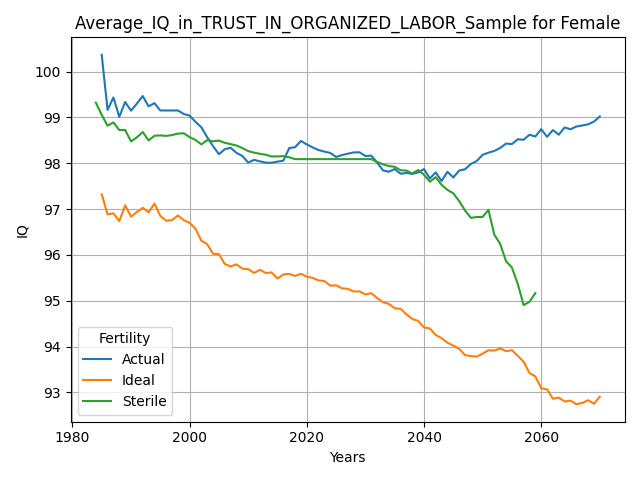 Average_IQ_in_TRUST_IN_ORGANIZED_LABOR_Sample for Female
100
99
98
97
96
95
94
93
IQ
Fertility
Actual
Ideal
Sterile
1980
2000
2020
2040
2060
Years